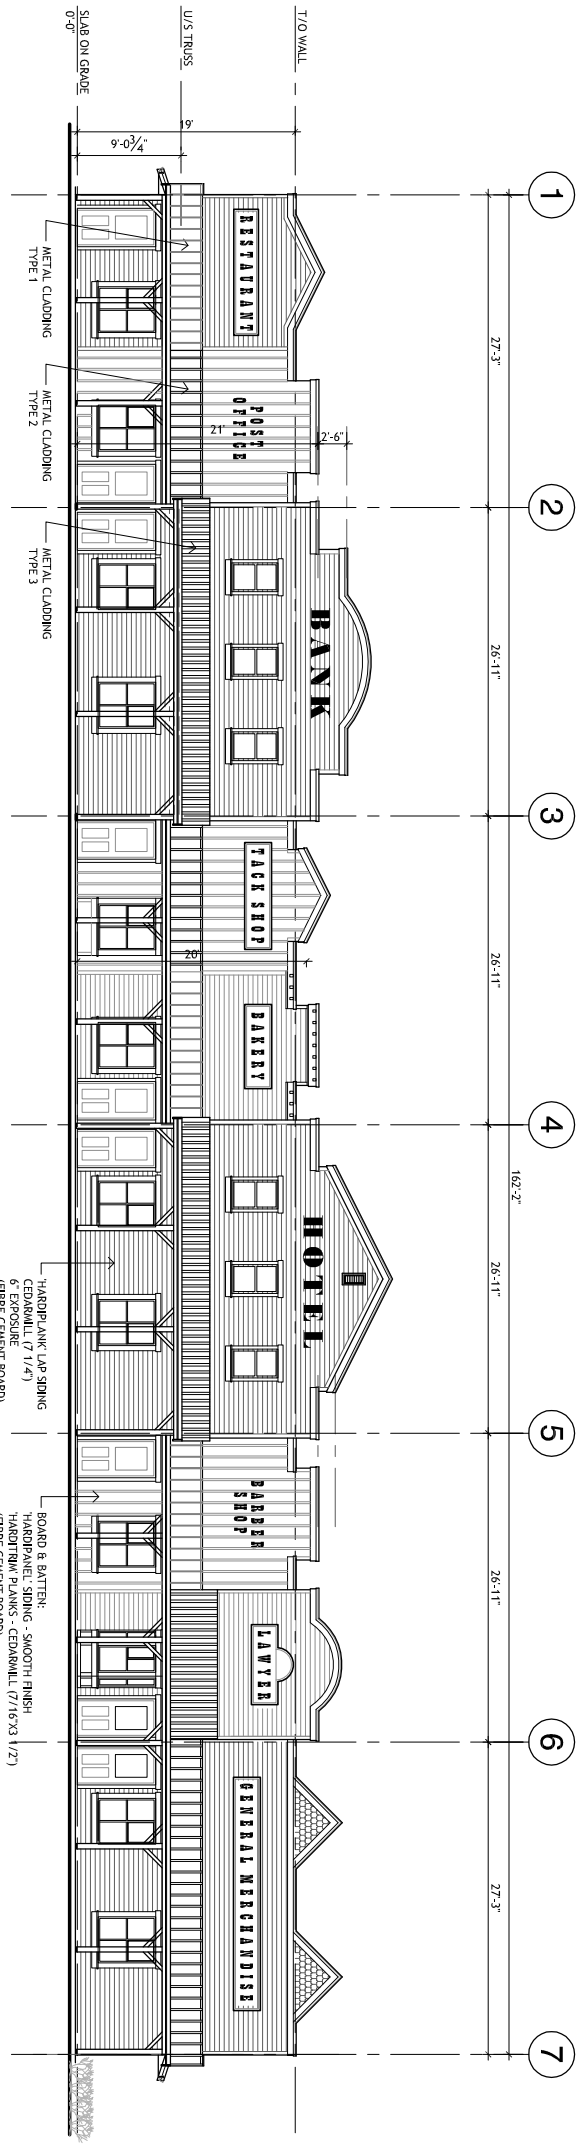 1
2
3
4
5
6
7
162'-2"
27'-3"
26'-11"
26'-11"
26'-11"
26'-11"
27'-3"
T/O WALL
U/S TRUSS
SLAB ON GRADE
0'-0"
19'
9'-0 3/4"
21'
2'-6"
20'
RESTAURANT
POST
OFFICE
BANK
TACK SHOP
BAKERY
HOTEL
BARBER
SHOP
LAWYER
GENERAL MERCHANDISE
METAL CLADDING
TYPE 1
METAL CLADDING
TYPE 2
METAL CLADDING
TYPE 3
'HARDIPLANK' LAP SIDING
CEDARMILL (7 1/4")
6" EXPOSURE
(FIBRE CEMENT BOARD)
BOARD & BATTEN:
'HARDIPANEL' SIDING - SMOOTH FINISH
'HARDITRIM' PLANKS - CEDARMILL (7/16"X3 1/2")